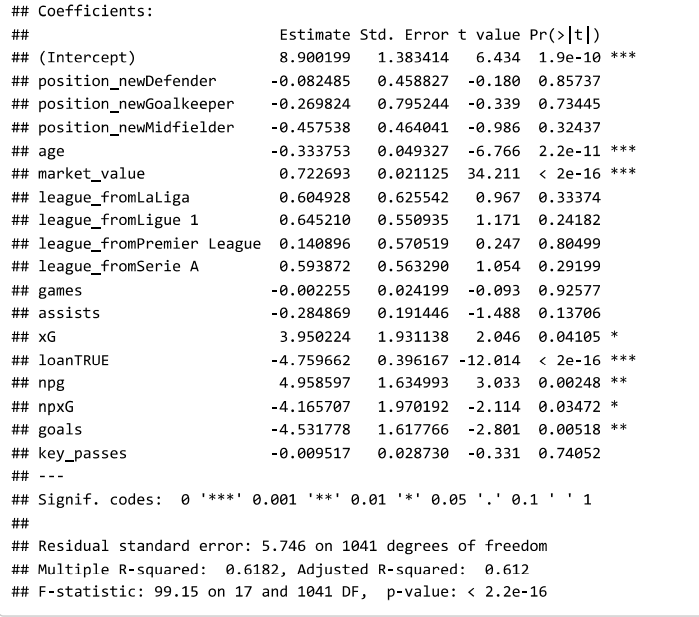 ## Coefficients:
##                            Estimate Std. Error t value Pr(>|t|)
## (Intercept)                8.900199   1.383414   6.434  1.9e-10 ***
## position_newDefender      -0.082485   0.458827  -0.180  0.85737
## position_newGoalkeeper    -0.269824   0.795244  -0.339  0.73445
## position_newMidfielder    -0.457538   0.464041  -0.986  0.32437
## age                       -0.333753   0.049327  -6.766  2.2e-11 ***
## market_value               0.722693   0.021125  34.211  < 2e-16 ***
## league_fromLaLiga          0.604928   0.625542   0.967  0.33374
## league_fromLigue 1         0.645210   0.550935   1.171  0.24182
## league_fromPremier League  0.140896   0.570519   0.247  0.80499
## league_fromSerie A         0.593872   0.563290   1.054  0.29199
## games                     -0.002255   0.024199  -0.093  0.92577
## assists                   -0.284869   0.191446  -1.488  0.13706
## xG                         3.950224   1.931138   2.046  0.04105 *
## loanTRUE                  -4.759662   0.396167 -12.014  < 2e-16 ***
## npg                        4.958597   1.634993   3.033  0.00248 **
## npxG                      -4.165707   1.970192  -2.114  0.03472 *
## goals                     -4.531778   1.617766  -2.801  0.00518 **
## key_passes                -0.009517   0.028730  -0.331  0.74052
## ---
## Signif. codes:  0 '***' 0.001 '**' 0.01 '*' 0.05 '.' 0.1 ' ' 1
##
## Residual standard error: 5.746 on 1041 degrees of freedom
## Multiple R-squared:  0.6182, Adjusted R-squared:  0.612
## F-statistic: 99.15 on 17 and 1041 DF,  p-value: < 2.2e-16